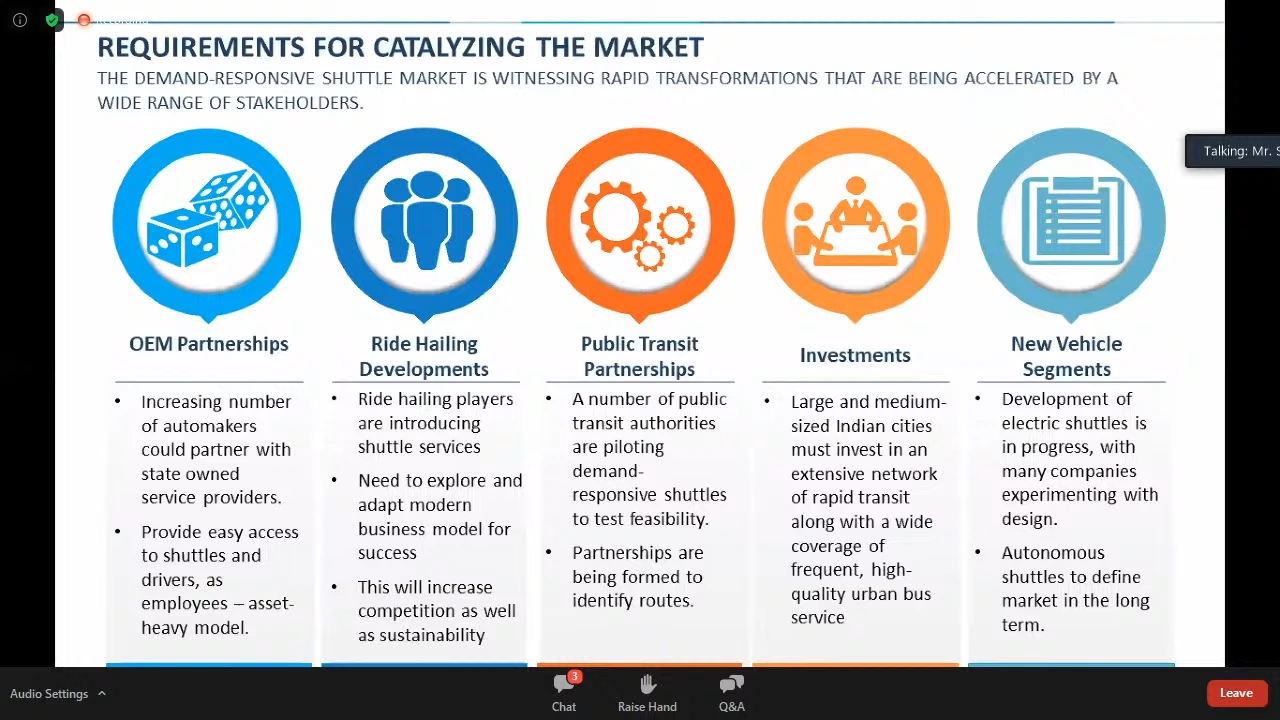 REQUIREMENTS FOR CATALYZING THE MARKET
THE DEMAND-RESPONSIVE SHUTTLE MARKET IS WITNESSING RAPID TRANSFORMATIONS THAT ARE BEING ACCELERATED BY A
WIDE RANGE OF STAKEHOLDERS.
Talking: Mr. S
OEM Partnerships
• Increasing number
of automakers
could partner with
state owned
service providers.
• Provide easy access
to shuttles and
drivers, as
employees – asset-
heavy model.
Ride Hailing
Developments
• Ride hailing players
are introducing
shuttle services
• Need to explore and
adapt modern
business model for
success
• This will increase
competition as well
as sustainability
Public Transit
Partnerships
• A number of public
transit authorities
are piloting
demand-
responsive shuttles
to test feasibility.
• Partnerships are
being formed to
identify routes.
Investments
• Large and medium-
sized Indian cities
must invest in an
extensive network
of rapid transit
along with a wide
coverage of
frequent, high-
quality urban bus
service
New Vehicle
Segments
• Development of
electric shuttles is
in progress, with
many companies
experimenting with
design.
• Autonomous
shuttles to define
market in the long
term.
Audio Settings
3
Chat
Raise Hand
Q&A
Leave